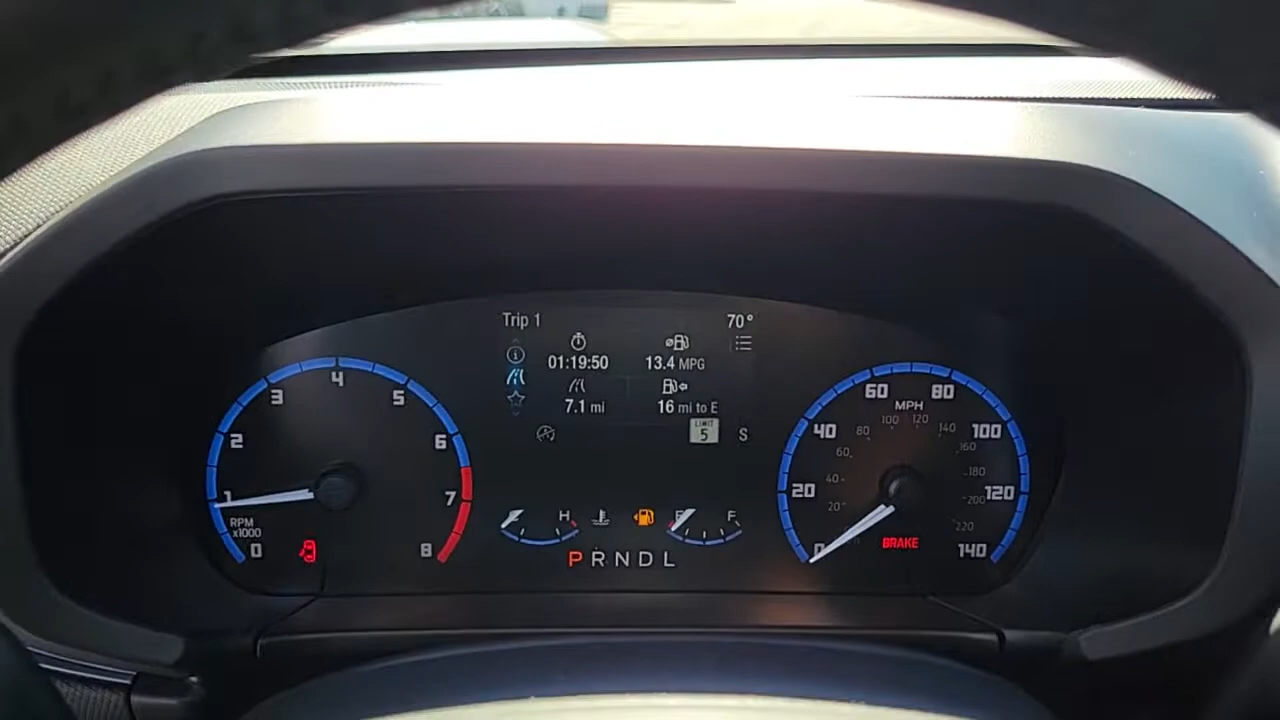 Trip 1
70°
01:19:50
13.4 MPG
7.1 mi
16 mi to E
LIMIT
5
S
0
1
2
3
4
5
6
7
8
RPM
x1000
H
E
F
P R N D L
0
20
40
60
80
100
120
140
MPH
20
40
60
80
100
120
140
160
180
200
220
BRAKE